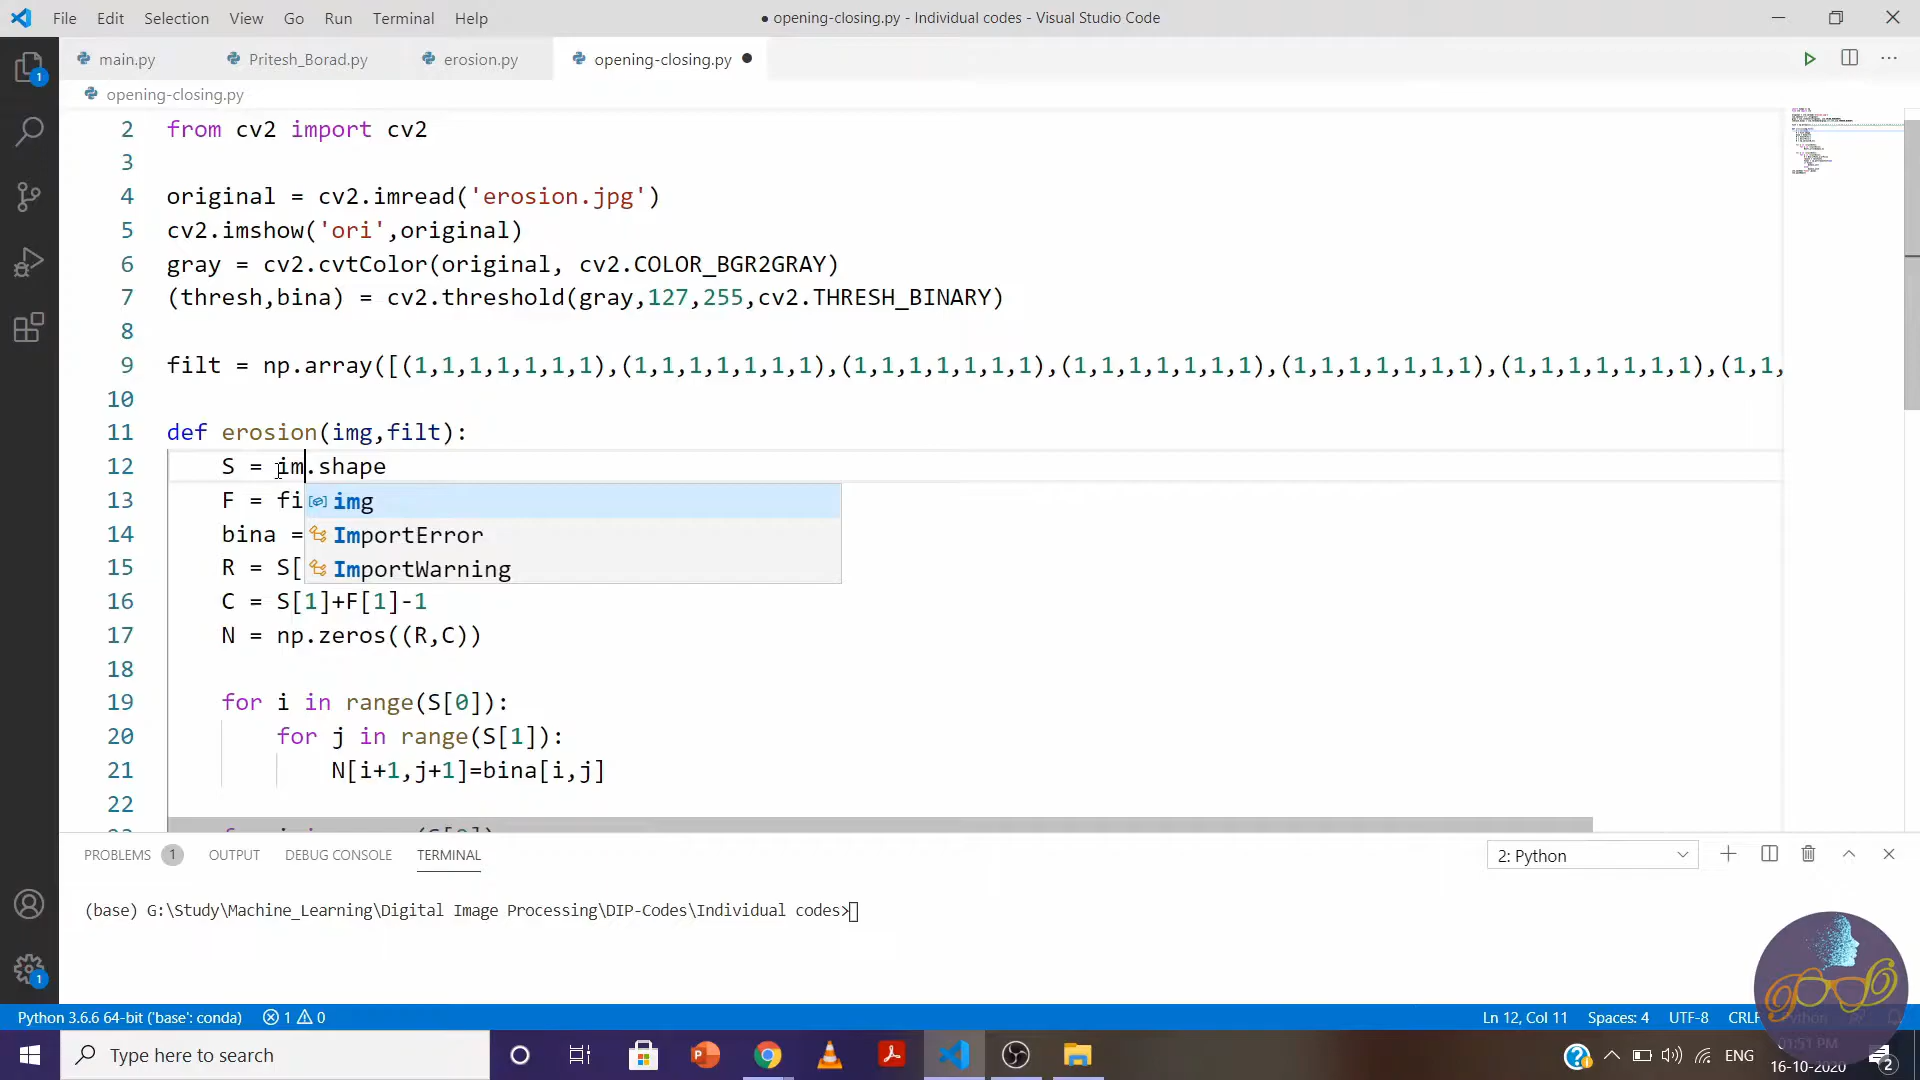 File Edit Selection View Go Run Terminal Help
● opening-closing.py - Individual codes - Visual Studio Code
main.py
Pritesh_Borad.py
erosion.py
opening-closing.py ●
opening-closing.py
2 from cv2 import cv2
3
4 original = cv2.imread('erosion.jpg')
5 cv2.imshow('ori',original)
6 gray = cv2.cvtColor(original, cv2.COLOR_BGR2GRAY)
7 (thresh,bina) = cv2.threshold(gray,127,255,cv2.THRESH_BINARY)
8
9 filt = np.array([(1,1,1,1,1,1,1),(1,1,1,1,1,1,1),(1,1,1,1,1,1,1),(1,1,1,1,1,1,1),(1,1,1,1,1,1,1),(1,1,1,1,1,1,1),(1,1,
10
11 def erosion(img,filt):
12 S = im.shape
13 F = fi
img
14 bina =
ImportError
15 R = S[
ImportWarning
16 C = S[1]+F[1]-1
17 N = np.zeros((R,C))
18
19 for i in range(S[0]):
20 for j in range(S[1]):
21 N[i+1,j+1]=bina[i,j]
22
PROBLEMS 1 OUTPUT DEBUG CONSOLE TERMINAL
2: Python
(base) G:\Study\Machine_Learning\Digital Image Processing\DIP-Codes\Individual codes>
1
1
Python 3.6.6 64-bit ('base': conda) 1 0
Ln 12, Col 11 Spaces: 4 UTF-8 CRLF Python
Type here to search
ENG
01:51 PM
16-10-2020
2